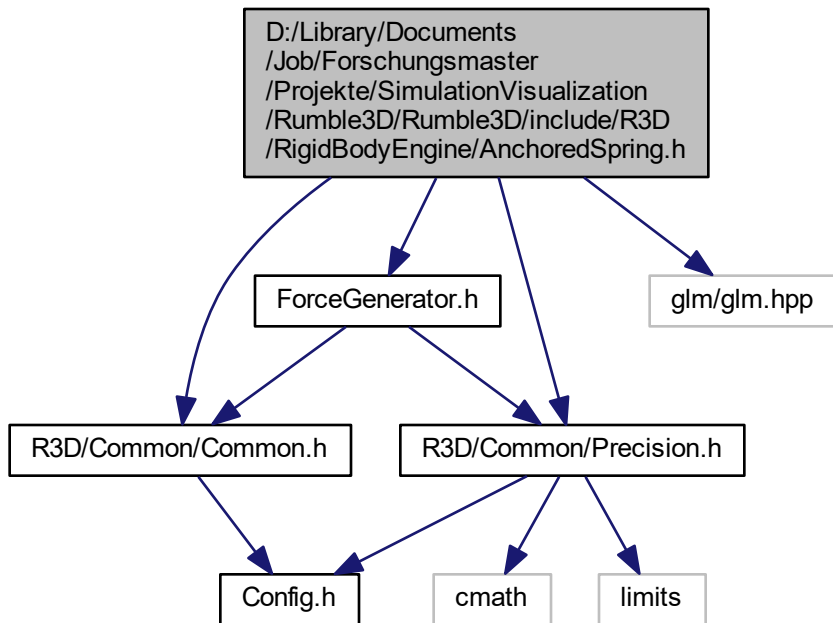 D:/Library/Documents
/Job/Forschungsmaster
/Projekte/SimulationVisualization
/Rumble3D/Rumble3D/include/R3D
/RigidBodyEngine/AnchoredSpring.h
ForceGenerator.h
glm/glm.hpp
R3D/Common/Common.h
R3D/Common/Precision.h
Config.h
cmath
limits